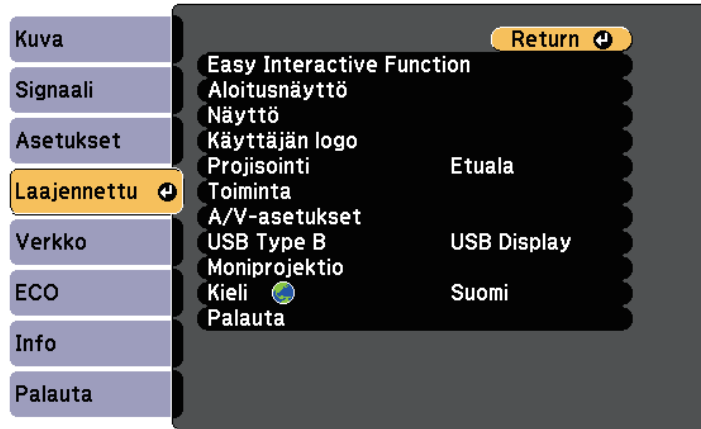 Kuva
Signaali
Asetukset
Laajennettu
Verkko
ECO
Info
Palauta
Return
Easy Interactive Function
Aloitusnäyttö
Näyttö
Käyttäjän logo
Projisointi Etuala
Toiminta
A/V-asetukset
USB Type B USB Display
Moniprojektio
Kieli Suomi
Palauta